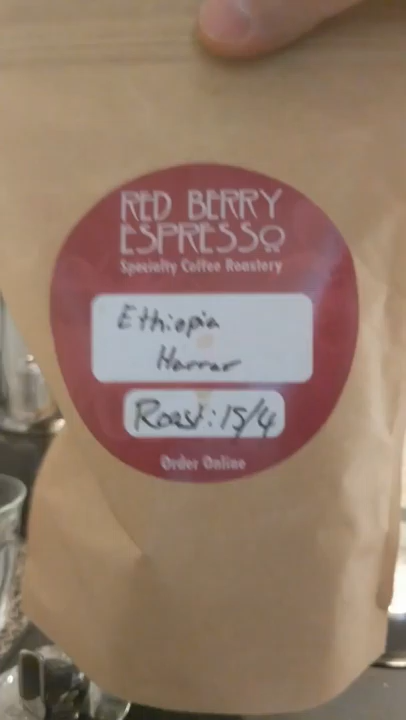 RED BERRY
ESPRESSO
Specialty Coffee Roastery
Ethiopia
Harrar
Roast: 15/4
Order Online